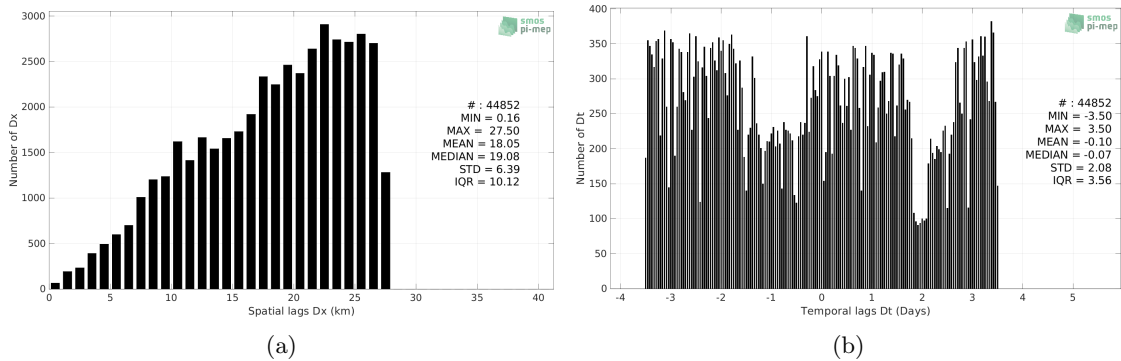 3000
2500
2000
1500
1000
500
0
0 5 10 15 20 25 30 35 40
Number of Dx
Spatial lags Dx (km)
smos
pi-mep
# : 44852
MIN = 0.16
MAX = 27.50
MEAN = 18.05
MEDIAN = 19.08
STD = 6.39
IQR = 10.12
(a)
400
350
300
250
200
150
100
50
0
-4 -3 -2 -1 0 1 2 3 4 5
Number of Dt
Temporal lags Dt (Days)
smos
pi-mep
# : 44852
MIN = -3.50
MAX = 3.50
MEAN = -0.10
MEDIAN = -0.07
STD = 2.08
IQR = 3.56
(b)